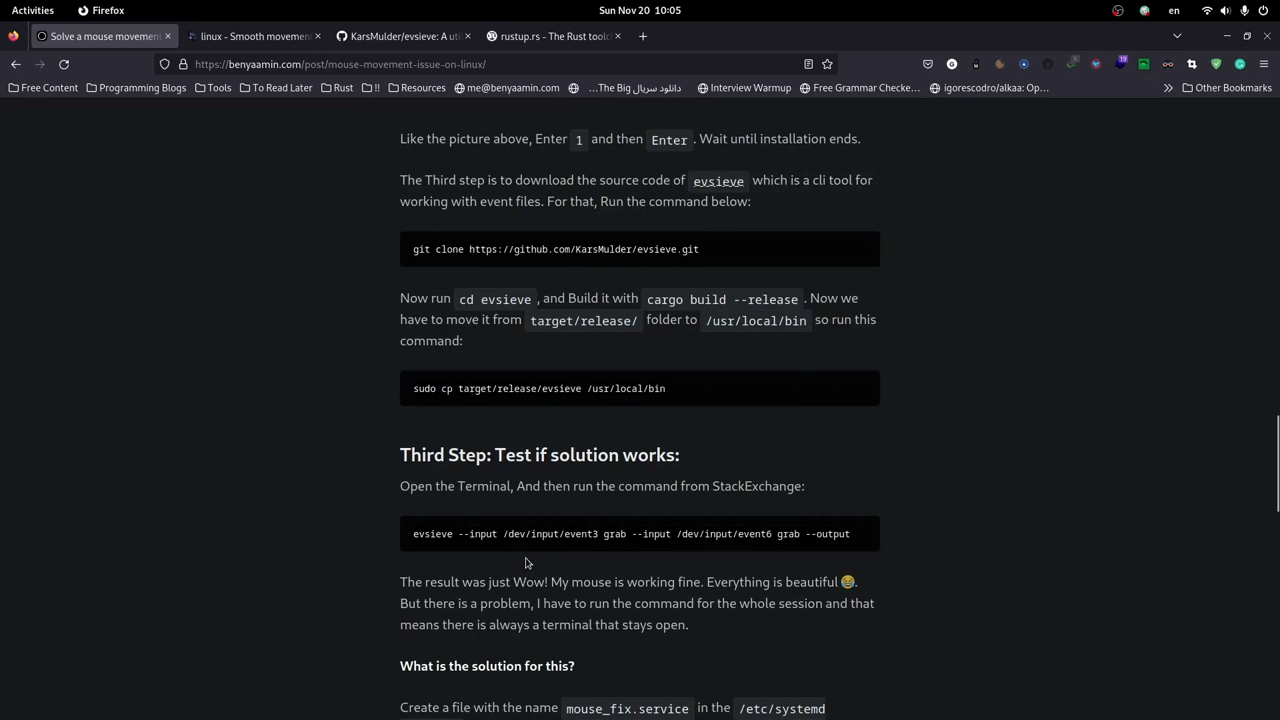 Activities
Firefox
Sun Nov 20 10:05
en
Solve a mouse movement
linux - Smooth movemen
KarsMulder/evsieve: A uti
rustup.rs - The Rust toolc
https://benyaamin.com/post/mouse-movement-issue-on-linux/
19
Free Content
Programming Blogs
Tools
To Read Later
Rust
!!
Resources
me@benyaamin.com
دانلود سریال The Big...
Interview Warmup
Free Grammar Checke...
igorescodro/alkaa: Op...
Other Bookmarks
Like the picture above, Enter 1 and then Enter. Wait until installation ends.
The Third step is to download the source code of evsieve which is a cli tool for
working with event files. For that, Run the command below:
git clone https://github.com/KarsMulder/evsieve.git
Now run cd evsieve, and Build it with cargo build --release. Now we
have to move it from target/release/ folder to /usr/local/bin so run this
command:
sudo cp target/release/evsieve /usr/local/bin
Third Step: Test if solution works:
Open the Terminal, And then run the command from StackExchange:
evsieve --input /dev/input/event3 grab --input /dev/input/event6 grab --output
The result was just Wow! My mouse is working fine. Everything is beautiful 😂.
But there is a problem, I have to run the command for the whole session and that
means there is always a terminal that stays open.
What is the solution for this?
Create a file with the name mouse_fix.service in the /etc/systemd